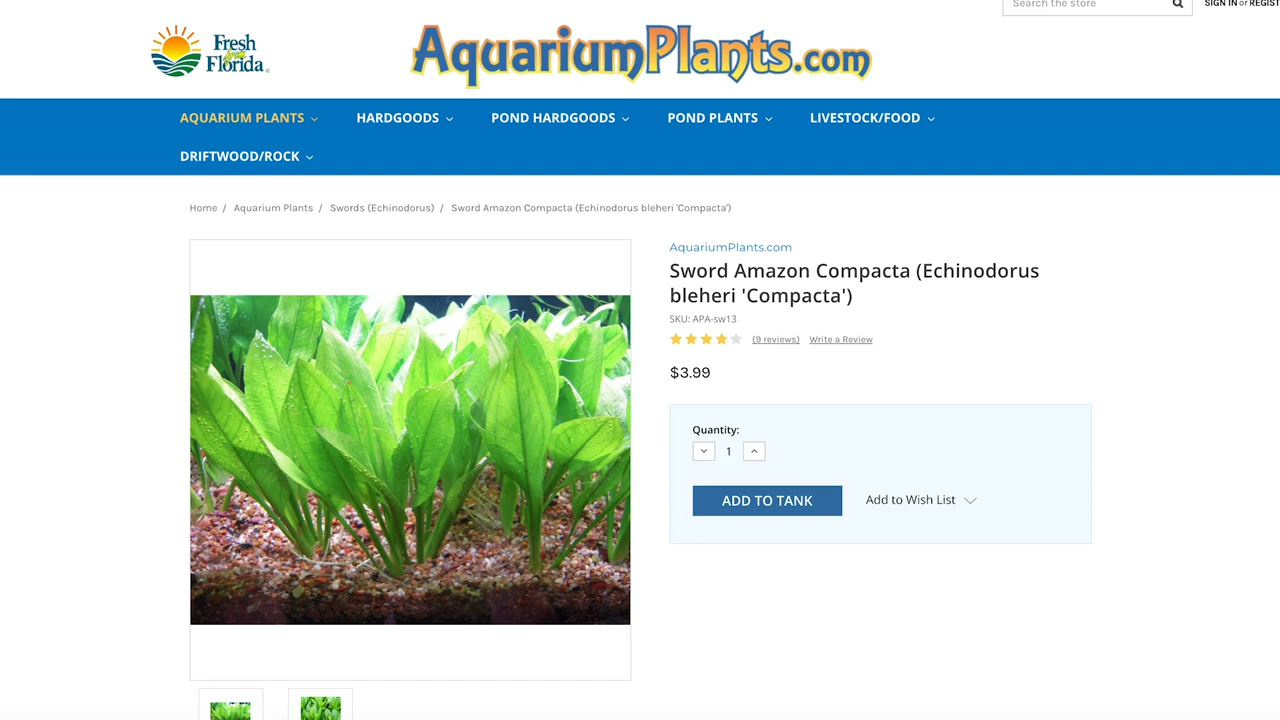 Search the store
SIGN IN or REGIST
Fresh
from
Florida®
AquariumPlants.com
AQUARIUM PLANTS
HARDGOODS
POND HARDGOODS
POND PLANTS
LIVESTOCK/FOOD
DRIFTWOOD/ROCK
Home / Aquarium Plants / Swords (Echinodorus) / Sword Amazon Compacta (Echinodorus bleheri 'Compacta')
AquariumPlants.com
Sword Amazon Compacta (Echinodorus
bleheri 'Compacta')
SKU: APA-sw13
(9 reviews) Write a Review
$3.99
Quantity:
1
ADD TO TANK
Add to Wish List